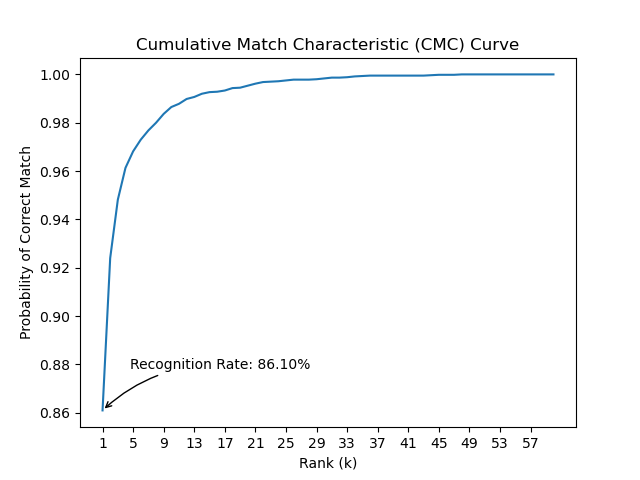 Cumulative Match Characteristic (CMC) Curve
1.00
0.98
0.96
0.94
0.92
0.90
0.88
0.86
Probability of Correct Match
Recognition Rate: 86.10%
1 5 9 13 17 21 25 29 33 37 41 45 49 53 57
Rank (k)